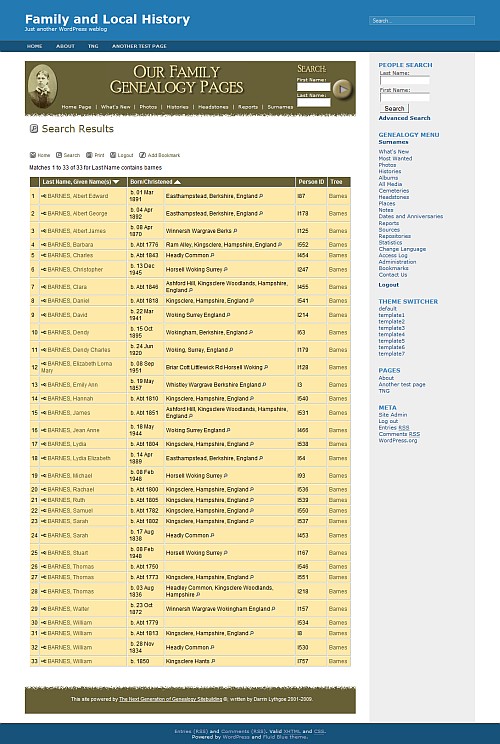 Family and Local History
Just another WordPress weblog
Search...
HOME ABOUT TNG ANOTHER TEST PAGE
OUR FAMILY
GENEALOGY PAGES
SEARCH:
First Name:
Last Name:
Home Page | What's New | Photos | Histories | Headstones | Reports | Surnames
Search Results
Home Search Print Logout Add Bookmark
Matches 1 to 33 of 33 for LastName contains barnes
Last Name, Given Name(s) Born/Christened Person ID Tree
1 BARNES, Albert Edward b. 01 Mar 1891 Easthampstead, Berkshire, England I87 Barnes
2 BARNES, Albert George b. 04 Apr 1892 Easthampstead, Berkshire, England I178 Barnes
3 BARNES, Albert James b. 08 Apr 1870 Winnersh Wargrave Berks I125 Barnes
4 BARNES, Barbara b. Abt 1776 Ram Alley, Kingsclere, Hampshire, England I552 Barnes
5 BARNES, Charles b. Abt 1843 Headly Common I454 Barnes
6 BARNES, Christopher b. 13 Dec 1945 Horsell Woking Surrey I247 Barnes
7 BARNES, Clara b. Abt 1846 Ashford Hill, Kingsclere Woodlands, Hampshire, England I455 Barnes
8 BARNES, Daniel b. Abt 1818 Kingsclere, Hampshire, England I541 Barnes
9 BARNES, David b. 22 Mar 1941 Woking Surrey England I214 Barnes
10 BARNES, Dendy b. 15 Oct 1895 Wokingham, Berkshire, England I63 Barnes
11 BARNES, Dendy Charles b. 24 Jun 1920 Woking, Surrey, England I179 Barnes
12 BARNES, Elizabeth Lorna Mary b. 08 Sep 1951 Briar Cott Littlewick Rd Horsell Woking I128 Barnes
13 BARNES, Emily Ann b. 19 May 1857 Whistley Wargrave Berkshire England I3 Barnes
14 BARNES, Hannah b. Abt 1810 Kingsclere, Hampshire, England I540 Barnes
15 BARNES, James b. Abt 1851 Ashford Hill, Kingsclere Woodlands, Hampshire, England I531 Barnes
16 BARNES, Jean Anne b. 18 May 1944 Woking Surrey England I466 Barnes
17 BARNES, Lydia b. Abt 1804 Kingsclere, Hampshire, England I538 Barnes
18 BARNES, Lydia Elizabeth b. 14 Apr 1889 Easthampstead, Berkshire, England I64 Barnes
19 BARNES, Michael b. 08 Feb 1948 Horsell Woking Surrey I93 Barnes
20 BARNES, Rachael b. Abt 1800 Kingsclere, Hampshire, England I536 Barnes
21 BARNES, Ruth b. Abt 1805 Kingsclere, Hampshire, England I539 Barnes
22 BARNES, Samuel b. Abt 1782 Kingsclere, Hampshire, England I550 Barnes
23 BARNES, Sarah b. Abt 1802 Kingsclere, Hampshire, England I537 Barnes
24 BARNES, Sarah b. 17 Aug 1838 Headly Common I453 Barnes
25 BARNES, Stuart b. 08 Feb 1948 Horsell Woking Surrey I167 Barnes
26 BARNES, Thomas b. Abt 1750 I546 Barnes
27 BARNES, Thomas b. Abt 1773 Kingsclere, Hampshire, England I551 Barnes
28 BARNES, Thomas b. 03 Aug 1836 Headley Common, Kingsclere Woodlands, Hampshire I218 Barnes
29 BARNES, Walter b. 23 Oct 1872 Winnersh Wargrave Wokingham England I157 Barnes
30 BARNES, William b. Abt 1779 I534 Barnes
31 BARNES, William b. Abt 1813 Kingsclere, Hampshire, England I8 Barnes
32 BARNES, William b. 28 Nov 1834 Headly Common I530 Barnes
33 BARNES, William b. 1850 Kingsclere Hants I757 Barnes
This site powered by The Next Generation of Genealogy Sitebuilding ©, written by Darrin Lythgoe 2001-2009.
PEOPLE SEARCH
Last Name:
First Name:
Search
Advanced Search
GENEALOGY MENU
Surnames
What's New
Most Wanted
Photos
Histories
Albums
All Media
Cemeteries
Headstones
Places
Notes
Dates and Anniversaries
Reports
Sources
Repositories
Statistics
Change Language
Access Log
Administration
Bookmarks
Contact Us
Logout
THEME SWITCHER
default
template1
template2
template3
template4
template5
template6
template7
PAGES
About
Another test page
TNG
META
Site Admin
Log out
Entries RSS
Comments RSS
WordPress.org
Entries (RSS) and Comments (RSS). Valid XHTML and CSS.
Powered by WordPress and Fluid Blue theme.